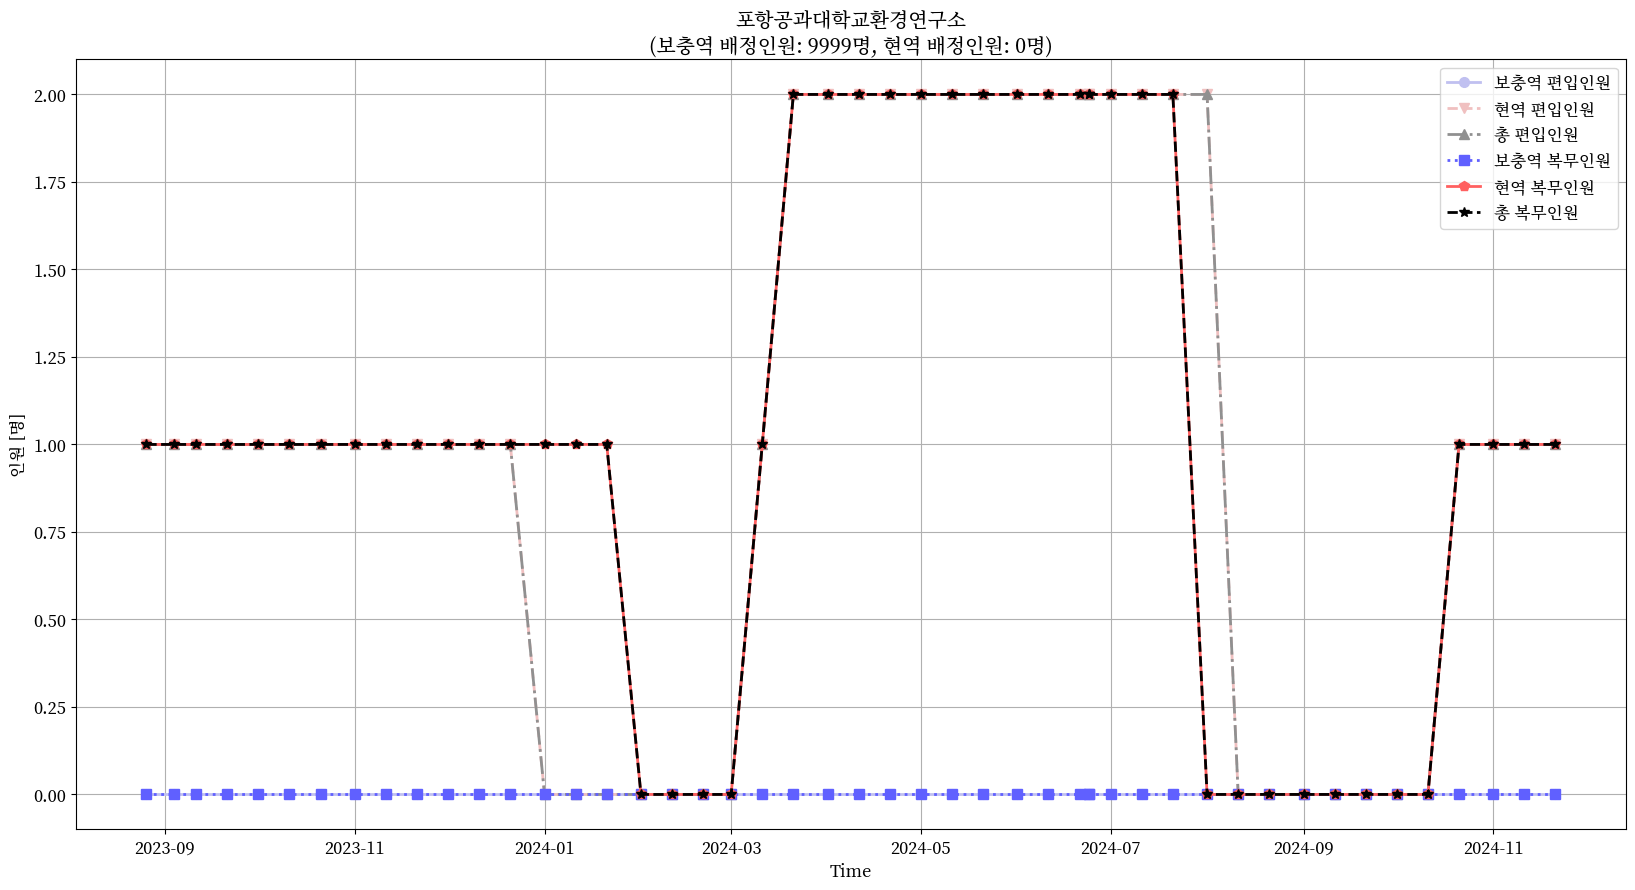 포항공과대학교환경연구소
(보충역 배정인원: 9999명, 현역 배정인원: 0명)
보충역 편입인원
현역 편입인원
총 편입인원
보충역 복무인원
현역 복무인원
총 복무인원
2.00
1.75
1.50
1.25
1.00
0.75
0.50
0.25
0.00
인원 [명]
2023-09 2023-11 2024-01 2024-03 2024-05 2024-07 2024-09 2024-11
Time